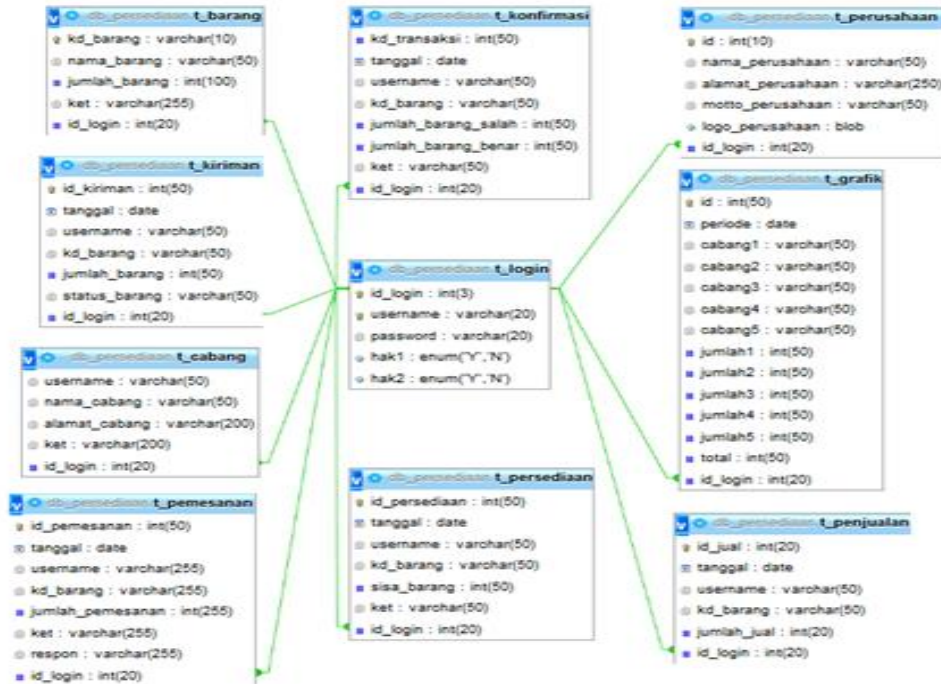 db_persediaan t_barang
kd_barang : varchar(10)
nama_barang : varchar(50)
jumlah_barang : int(100)
ket : varchar(255)
id_login : int(20)
db_persediaan t_konfirmasi
kd_transaksi : int(50)
tanggal : date
username : varchar(50)
kd_barang : varchar(50)
jumlah_barang_salah : int(50)
jumlah_barang_benar : int(50)
ket : varchar(50)
id_login : int(20)
db_persediaan t_perusahaan
id : int(10)
nama_perusahaan : varchar(50)
alamat_perusahaan : varchar(250)
motto_perusahaan : varchar(50)
logo_perusahaan : blob
id_login : int(20)
db_persediaan t_kiriman
id_kiriman : int(50)
tanggal : date
username : varchar(50)
kd_barang : varchar(50)
jumlah_barang : int(50)
status_barang : varchar(50)
id_login : int(20)
db_persediaan t_login
id_login : int(3)
username : varchar(20)
password : varchar(20)
hak1 : enum('Y','N')
hak2 : enum('Y','N')
db_persediaan t_grafik
id : int(50)
periode : date
cabang1 : varchar(50)
cabang2 : varchar(50)
cabang3 : varchar(50)
cabang4 : varchar(50)
cabang5 : varchar(50)
jumlah1 : int(50)
jumlah2 : int(50)
jumlah3 : int(50)
jumlah4 : int(50)
jumlah5 : int(50)
total : int(50)
id_login : int(20)
db_persediaan t_cabang
username : varchar(50)
nama_cabang : varchar(50)
alamat_cabang : varchar(200)
ket : varchar(200)
id_login : int(20)
db_persediaan t_pemesanan
id_pemesanan : int(50)
tanggal : date
username : varchar(255)
kd_barang : varchar(255)
jumlah_pemesanan : int(255)
ket : varchar(255)
respon : varchar(255)
id_login : int(20)
db_persediaan t_persediaan
id_persediaan : int(50)
tanggal : date
username : varchar(50)
kd_barang : varchar(50)
sisa_barang : int(50)
ket : varchar(50)
id_login : int(20)
db_persediaan t_penjualan
id_jual : int(20)
tanggal : date
username : varchar(50)
kd_barang : varchar(50)
jumlah_jual : int(20)
id_login : int(20)